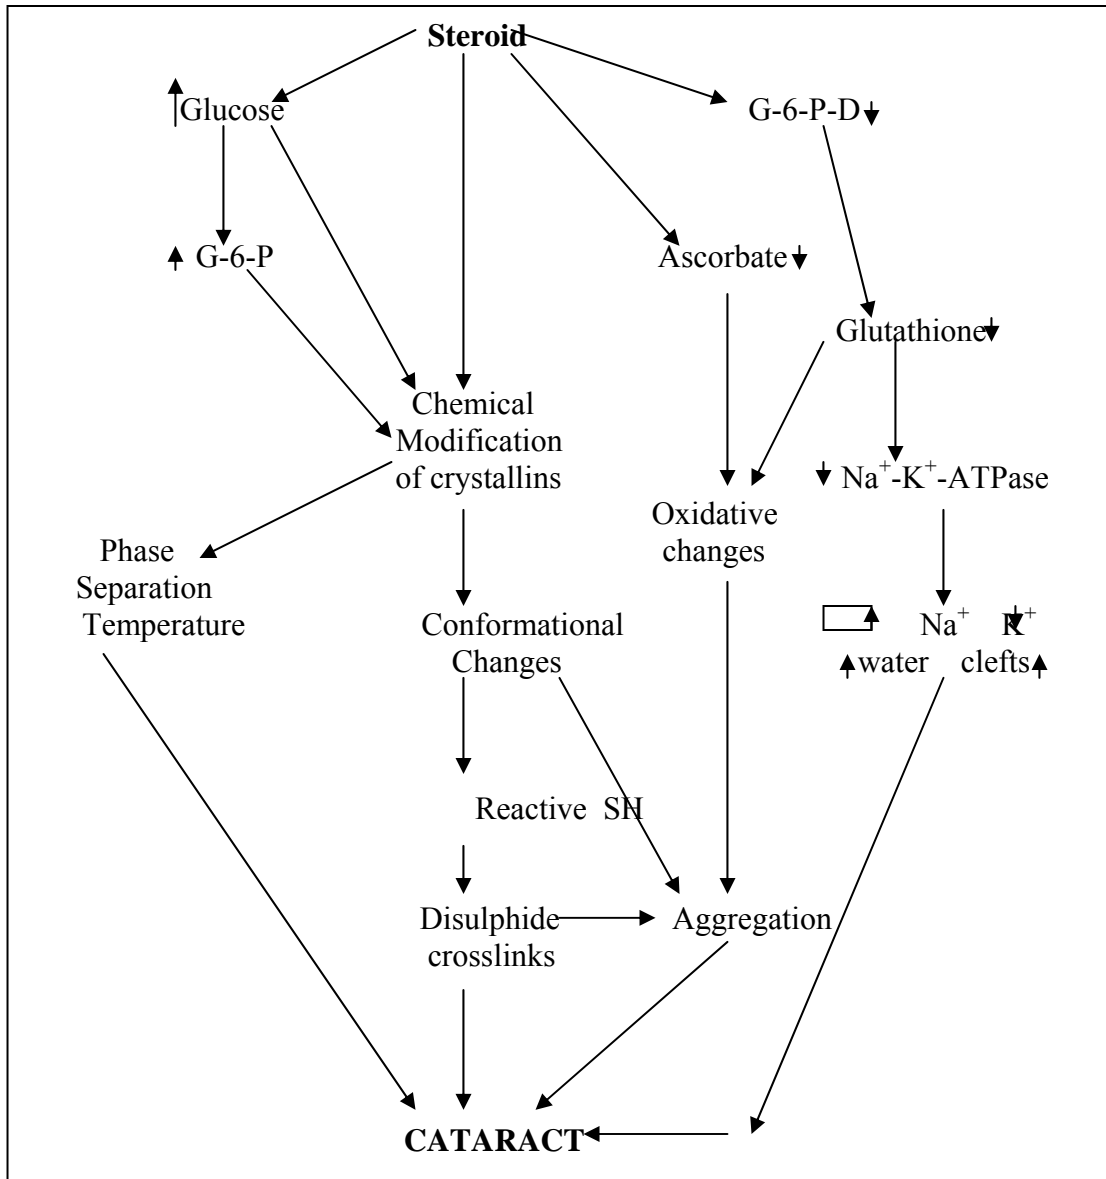 Steroid
Glucose
G-6-P-D
G-6-P
Ascorbate
Glutathione
Chemical
Modification
of crystallins
Na⁺-K⁺-ATPase
Oxidative
changes
Phase
Separation
Temperature
Conformational
Changes
Na⁺ K⁺
water clefts
Reactive SH
Disulphide
crosslinks
Aggregation
CATARACT